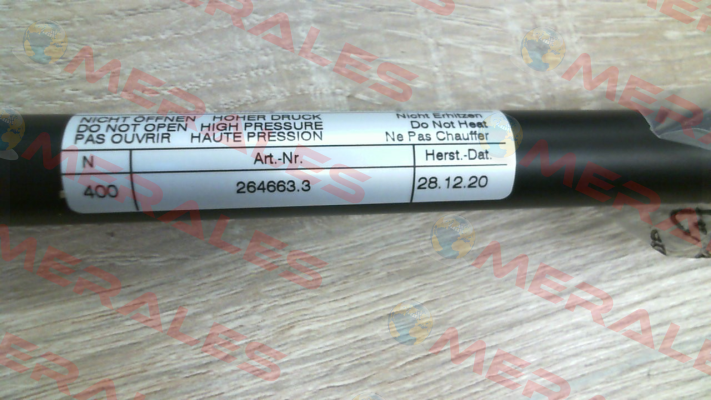 NICHT ÖFFNEN HOHER DRUCK Nicht Erhitzen
DO NOT OPEN HIGH PRESSURE Do Not Heat
PAS OUVRIR HAUTE PRESSION Ne Pas Chauffer
N Art.-Nr. Herst.-Dat.
400 264663.3 28.12.20
MERALES
MERALES
MERALES
MERALES
MERALES
MERALES